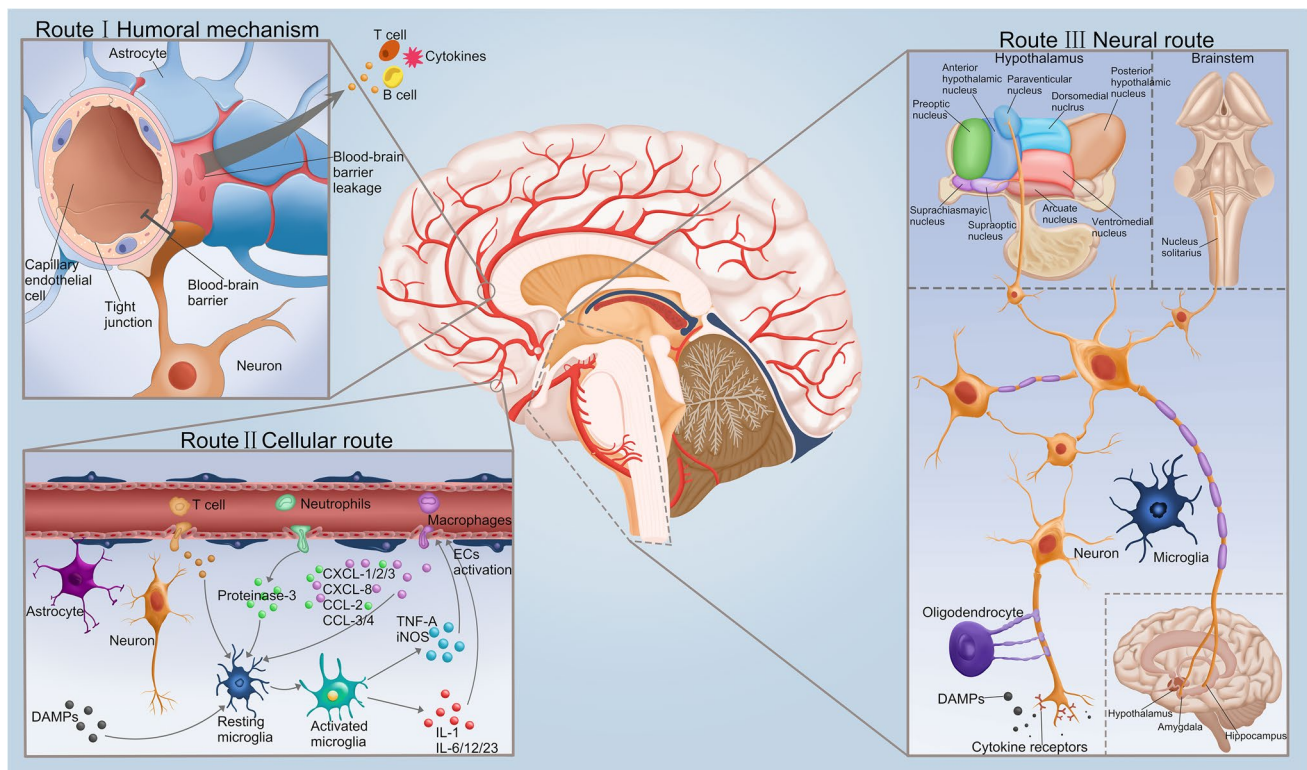 Route Ⅰ Humoral mechanism
Astrocyte
T cell
Cytokines
B cell
Blood-brain
barrier
leakage
Capillary
endothelial
cell
Tight
junction
Blood-brain
barrier
Neuron
Route Ⅱ Cellular route
T cell
Neutrophils
Macrophages
ECs
activation
Astrocyte
Neuron
Proteinase-3
CXCL-1/2/3
CXCL-8
CCL-2
CCL-3/4
TNF-A
iNOS
DAMPs
Resting
microglia
Activated
microglia
IL-1
IL-6/12/23
Route Ⅲ Neural route
Hypothalamus
Brainstem
Anterior
hypothalamic
nucleus
Paraventicular
nucleus
Posterior
hypothalamic
nucleus
Preoptic
nucleus
Dorsomedial
nuclrus
Suprachiasmayic
nucleus
Supraoptic
nucleus
Arcuate
nucleus
Ventromedial
nucleus
Nucleus
solitarius
Neuron
Microglia
Oligodendrocyte
DAMPs
Cytokine receptors
Hypothalamus
Amygdala
Hippocampus